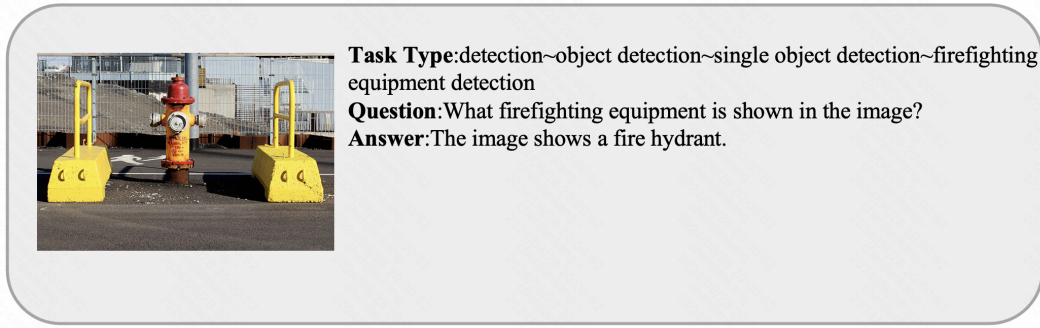 Task Type:detection~object detection~single object detection~firefighting
equipment detection
Question:What firefighting equipment is shown in the image?
Answer:The image shows a fire hydrant.